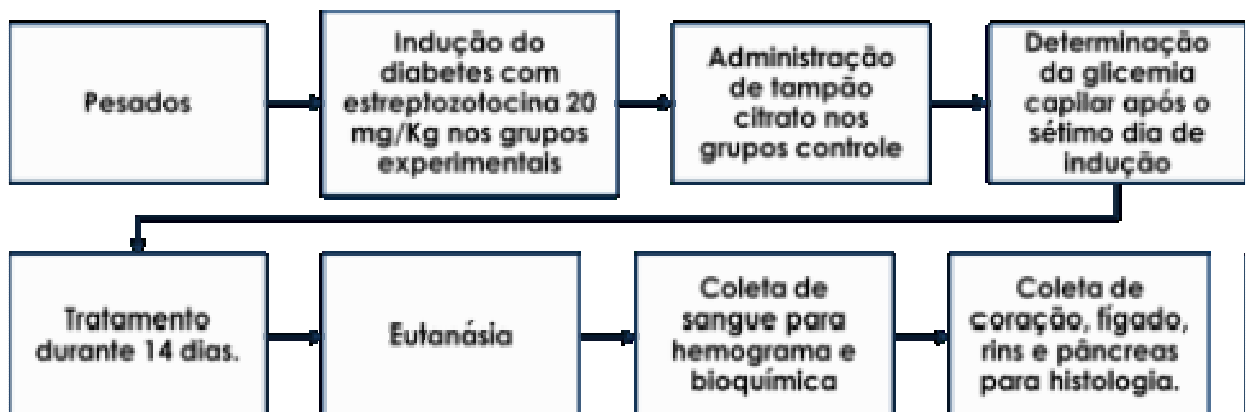 Pesados
Indução do
diabetes com
estreptozotocina 20
mg/Kg nos grupos
experimentais
Administração
de tampão
citrato nos
grupos controle
Determinação
da glicemia
capilar após o
sétimo dia de
indução
Tratamento
durante 14 dias.
Eutanásia
Coleta de
sangue para
hemograma e
bioquímica
Coleta de
coração, fígado,
rins e pâncreas
para histologia.